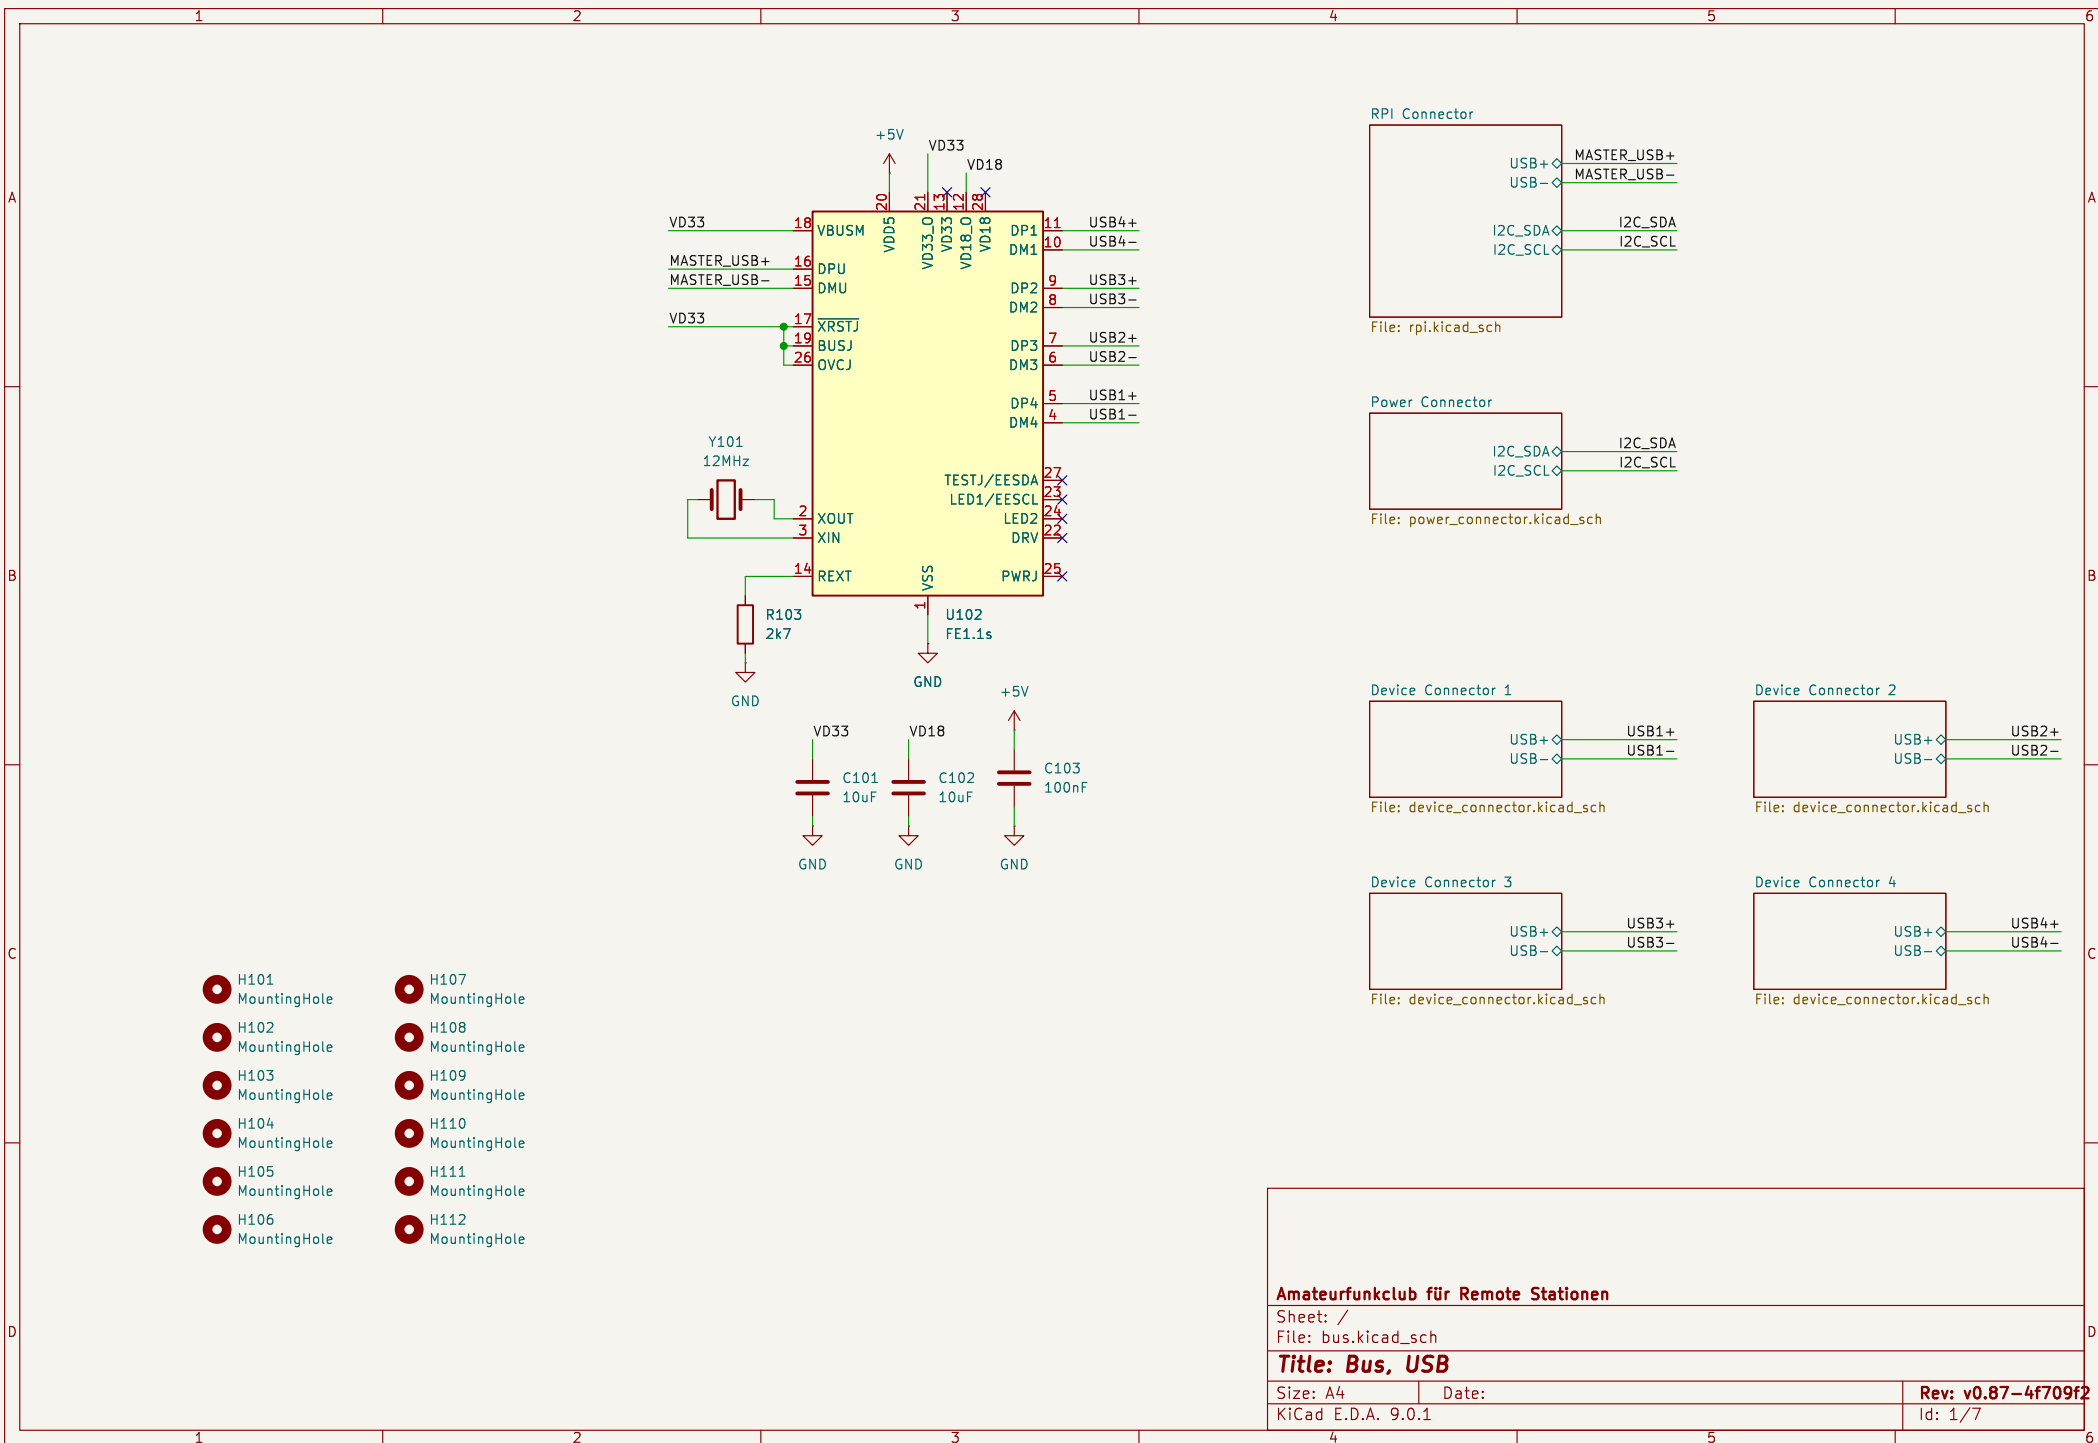 1 2 3 4 5 6
A
B
C
D
A
B
C
D
1 2 3 4 5 6
+5V
VD33
VD18
20
21
13
12
28
VDD5
VD33_O
VD33
VD18_O
VD18
VD33
18 VBUSM
MASTER_USB+
16 DPU
MASTER_USB-
15 DMU
VD33
17 XRSTJ
19 BUSJ
26 OVCJ
Y101
12MHz
2 XOUT
3 XIN
14 REXT
R103
2k7
GND
DP1 11 USB4+
DM1 10 USB4-
DP2 9 USB3+
DM2 8 USB3-
DP3 7 USB2+
DM3 6 USB2-
DP4 5 USB1+
DM4 4 USB1-
TESTJ/EESDA 27
LED1/EESCL 23
LED2 24
DRV 22
PWRJ 25
VSS
1
U102
FE1.1s
GND
VD33
C101
10uF
GND
VD18
C102
10uF
GND
+5V
C103
100nF
GND
RPI Connector
USB+ MASTER_USB+
USB- MASTER_USB-
I2C_SDA I2C_SDA
I2C_SCL I2C_SCL
File: rpi.kicad_sch
Power Connector
I2C_SDA I2C_SDA
I2C_SCL I2C_SCL
File: power_connector.kicad_sch
Device Connector 1
USB+ USB1+
USB- USB1-
File: device_connector.kicad_sch
Device Connector 2
USB+ USB2+
USB- USB2-
File: device_connector.kicad_sch
Device Connector 3
USB+ USB3+
USB- USB3-
File: device_connector.kicad_sch
Device Connector 4
USB+ USB4+
USB- USB4-
File: device_connector.kicad_sch
H101
MountingHole
H102
MountingHole
H103
MountingHole
H104
MountingHole
H105
MountingHole
H106
MountingHole
H107
MountingHole
H108
MountingHole
H109
MountingHole
H110
MountingHole
H111
MountingHole
H112
MountingHole
Amateurfunkclub für Remote Stationen
Sheet: /
File: bus.kicad_sch
Title: Bus, USB
Size: A4 Date: Rev: v0.87-4f709f2
KiCad E.D.A. 9.0.1 Id: 1/7